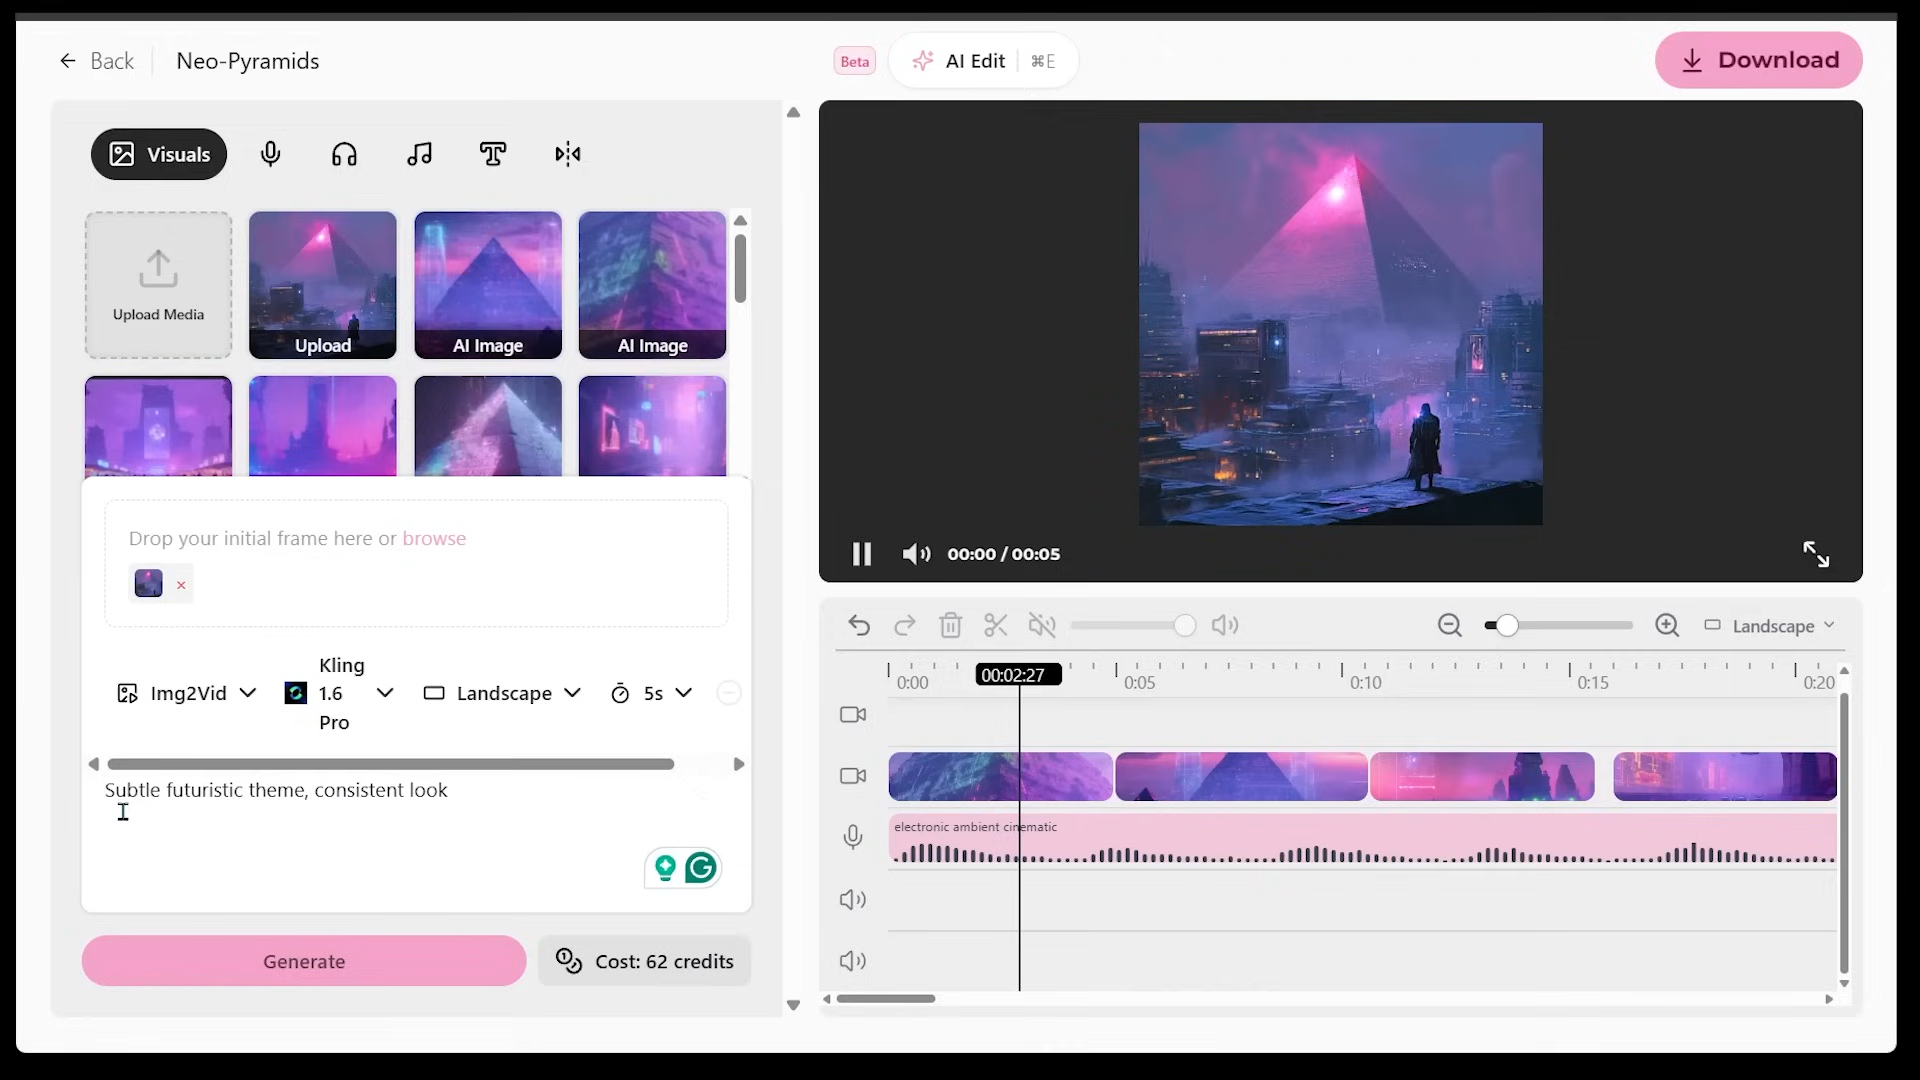 Back
Neo-Pyramids
Beta
AI Edit
⌘E
Download
Visuals
Upload Media
Upload
AI Image
AI Image
Drop your initial frame here or browse
Img2Vid
Kling
1.6
Pro
Landscape
5s
Subtle futuristic theme, consistent look
Generate
Cost: 62 credits
00:00 / 00:05
Landscape
0:00
00:02:27
0:05
0:10
0:15
0:20
electronic ambient cinematic